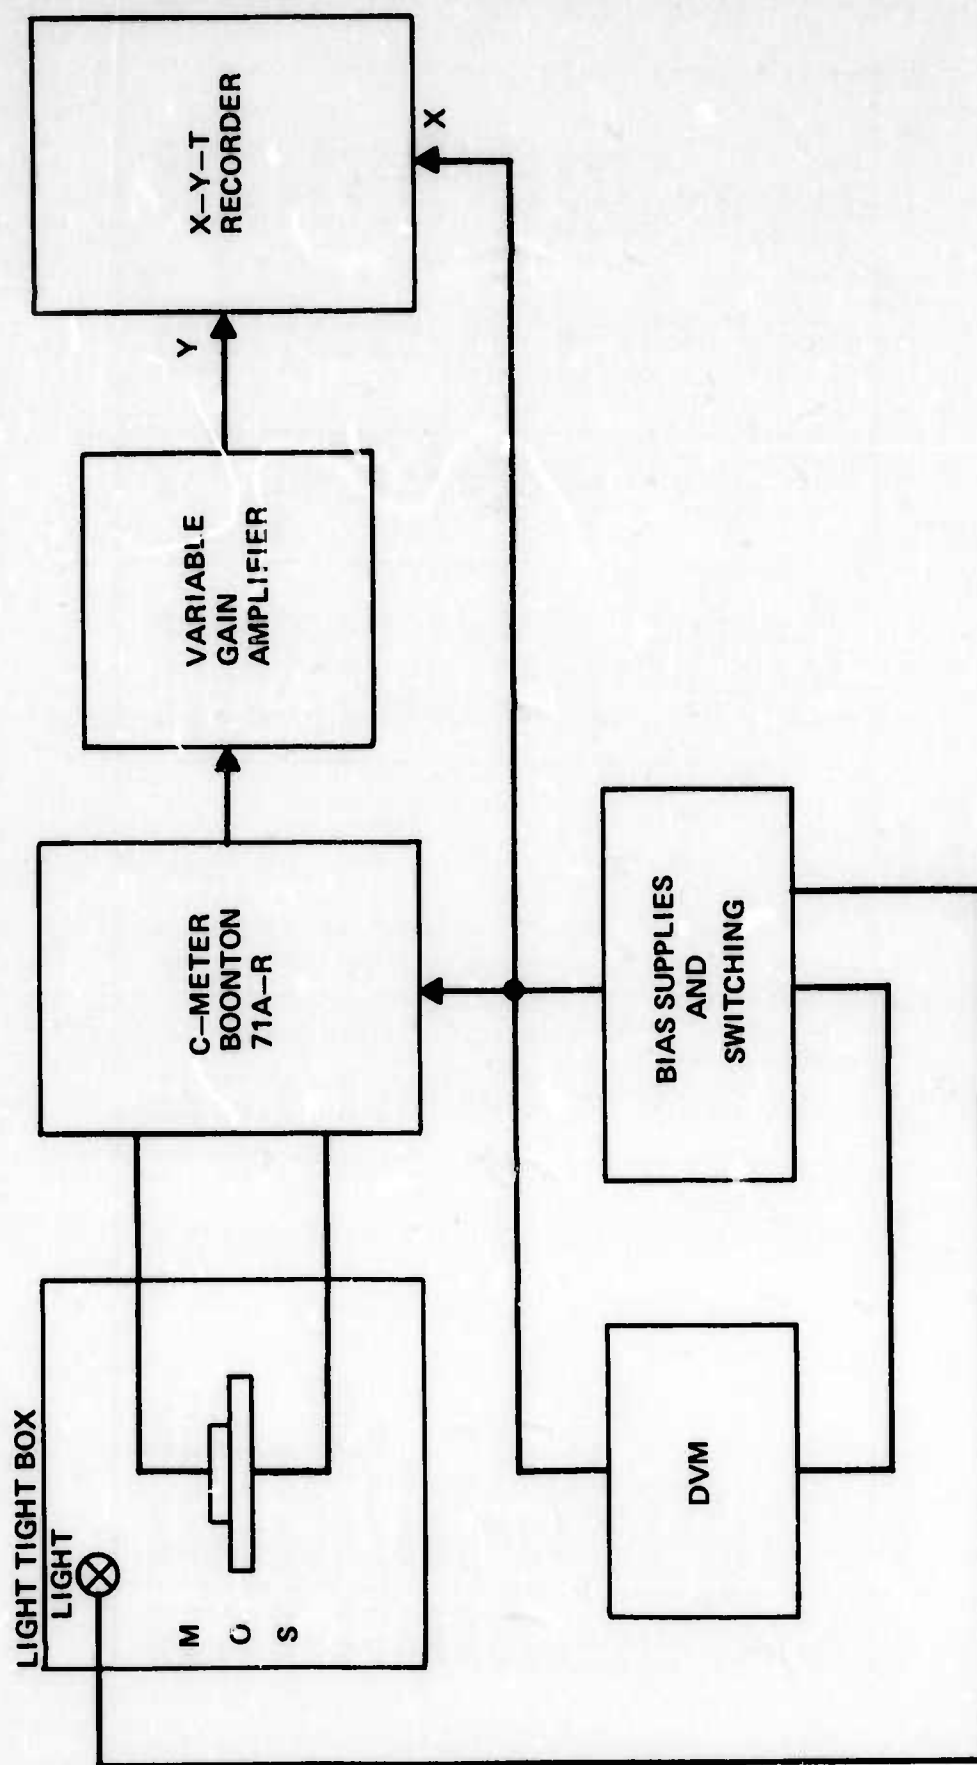 LIGHT TIGHT BOX
LIGHT
M
O
S
C–METER
BOONTON
71A–R
VARIABLE
GAIN
AMPLIFIER
Y
X–Y–T
RECORDER
X
DVM
BIAS SUPPLIES
AND
SWITCHING